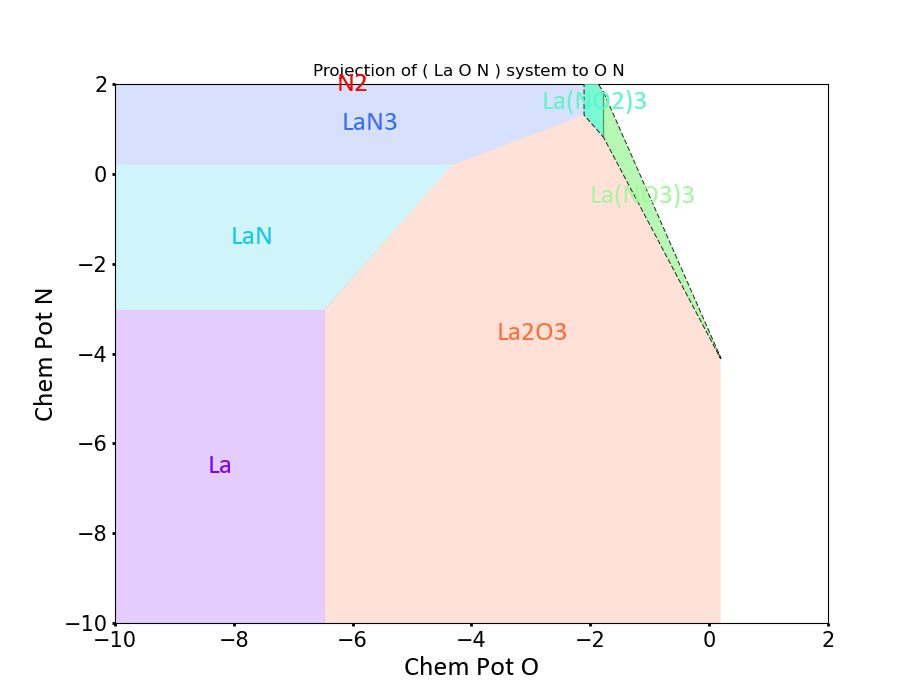 Projection of ( La O N ) system to O N
N2
La(NO2)3
LaN3
La(NO3)3
LaN
La2O3
La
2
0
−2
−4
−6
−8
−10
Chem Pot N
−10
−8
−6
−4
−2
0
2
Chem Pot O